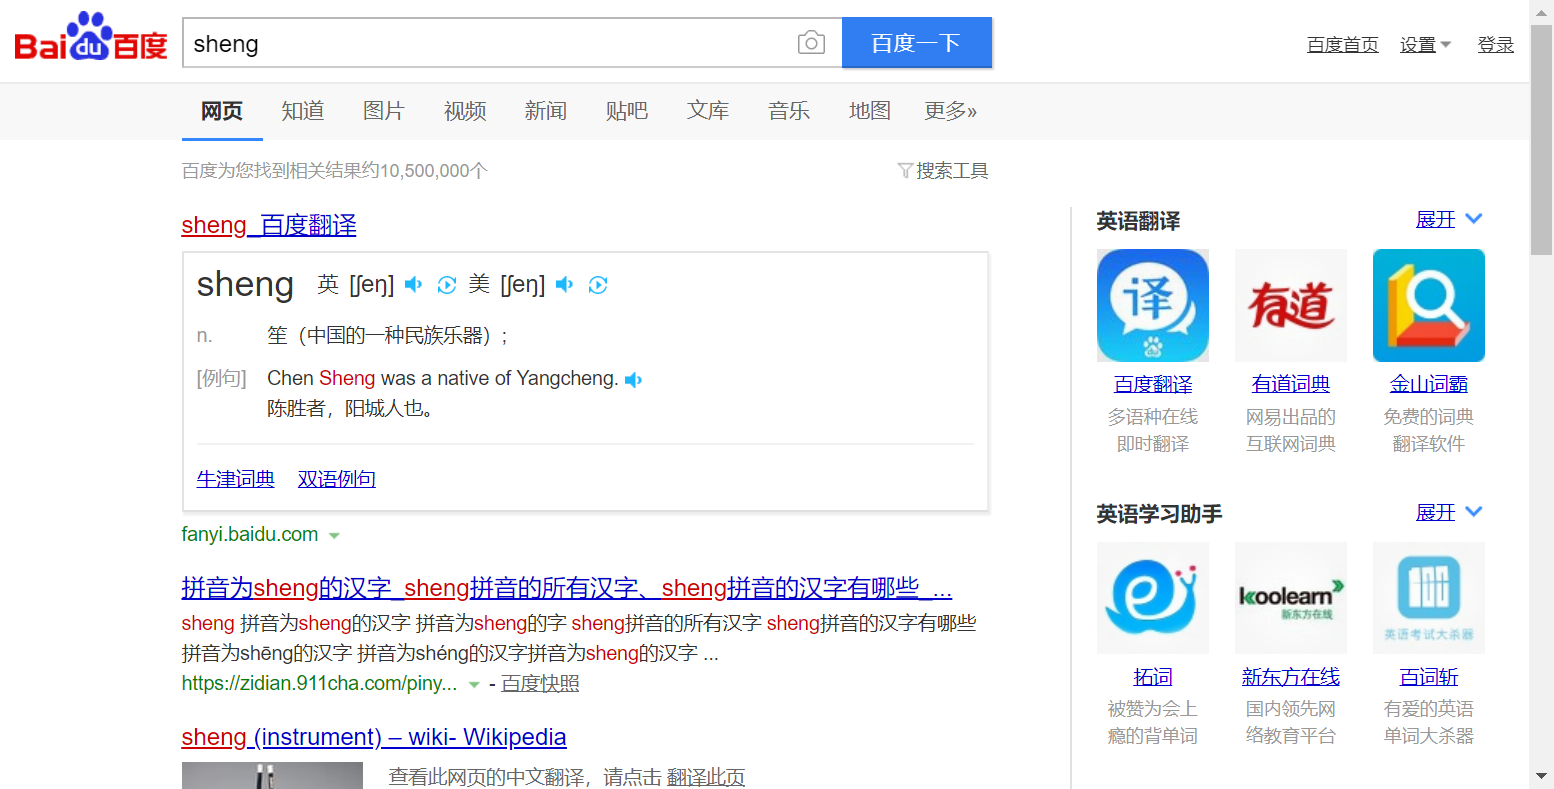 Bai du 百度
sheng
百度一下
百度首页 设置 登录
网页 知道 图片 视频 新闻 贴吧 文库 音乐 地图 更多»
百度为您找到相关结果约10,500,000个
搜索工具
sheng_百度翻译
sheng 英 [ʃeŋ] 美 [ʃeŋ]
n. 笙（中国的一种民族乐器）;
[例句] Chen Sheng was a native of Yangcheng.
陈胜者，阳城人也。
牛津词典 双语例句
fanyi.baidu.com
拼音为sheng的汉字_sheng拼音的所有汉字、sheng拼音的汉字有哪些_...
sheng 拼音为sheng的汉字 拼音为sheng的字 sheng拼音的所有汉字 sheng拼音的汉字有哪些
拼音为shēng的汉字 拼音为shéng的汉字拼音为sheng的汉字 ...
https://zidian.911cha.com/piny... - 百度快照
sheng (instrument) – wiki- Wikipedia
查看此网页的中文翻译，请点击 翻译此页
英语翻译 展开
译
du
有道
百度翻译 有道词典 金山词霸
多语种在线 网易出品的 免费的词典
即时翻译 互联网词典 翻译软件
英语学习助手 展开
koolearn
新东方在线
英语考试大杀器
拓词 新东方在线 百词斩
被赞为会上 国内领先网 有爱的英语
瘾的背单词 络教育平台 单词大杀器